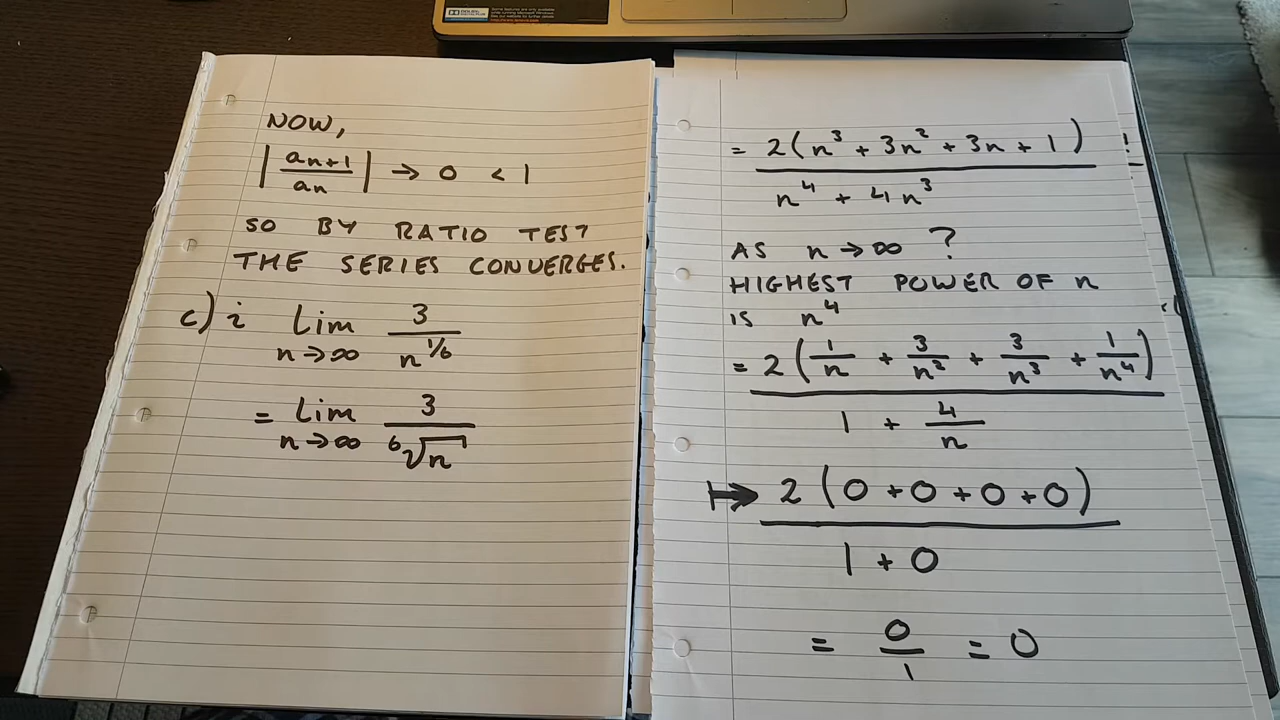 NOW,
|aₙ₊₁/aₙ| → 0 < 1
SO BY RATIO TEST
THE SERIES CONVERGES.
c) i Lim n→∞ 3/n^(1/6)
= Lim n→∞ 3/⁶√n
= 2(n³ + 3n² + 3n + 1) / n⁴ + 4n³
AS n → ∞ ?
HIGHEST POWER OF n
IS n⁴
= 2(1/n + 3/n² + 3/n³ + 1/n⁴) / 1 + 4/n
↦ 2(0 + 0 + 0 + 0) / 1 + 0
= 0/1 = 0